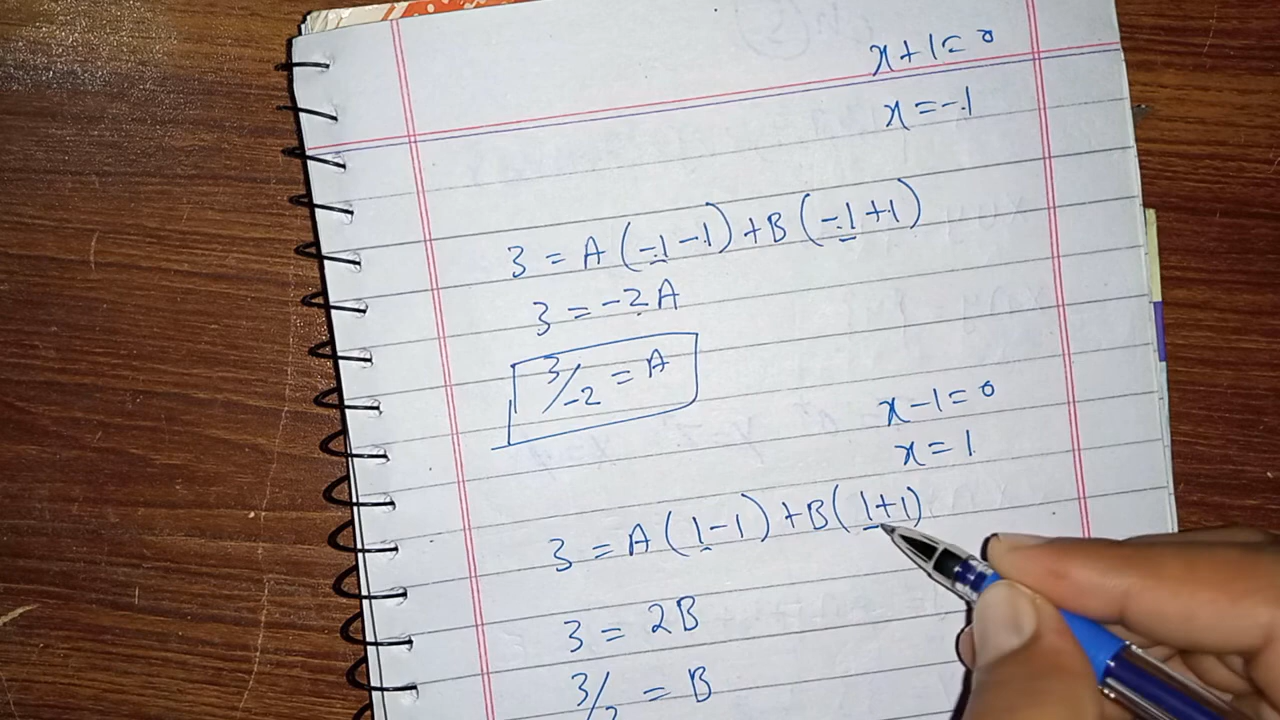 x+1=0
x=-1
3 = A(-1-1)+B(-1+1)
3 = -2A
3/-2 = A
x-1=0
x=1
3 = A(1-1)+B(1+1)
3 = 2B
3/2 = B